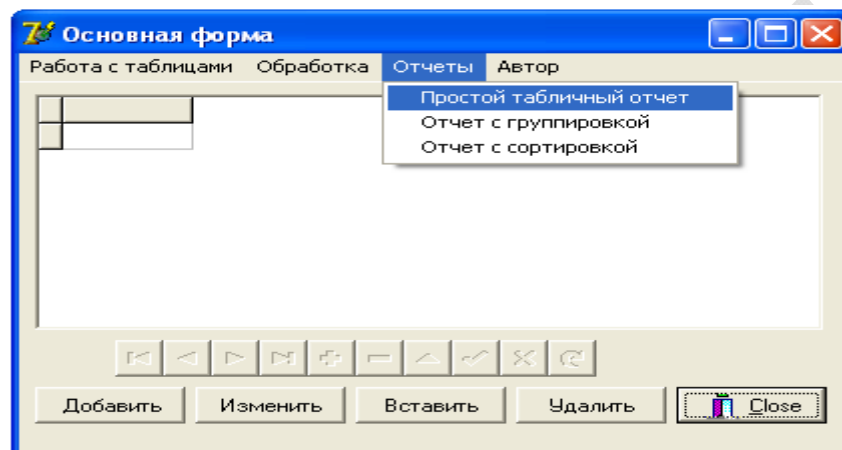 Основная форма
Работа с таблицами Обработка Отчеты Автор
Простой табличный отчет
Отчет с группировкой
Отчет с сортировкой
Добавить Изменить Вставить Удалить Close